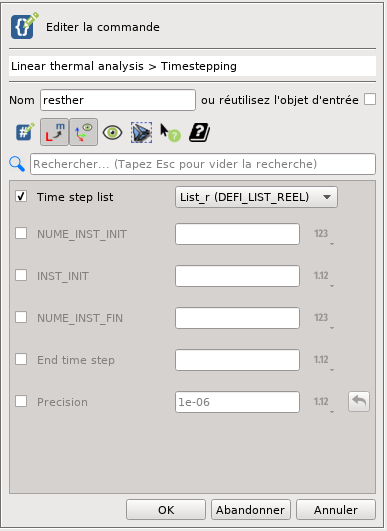 Editer la commande
Linear thermal analysis > Timestepping
Nom resther ou réutilisez l'objet d'entrée
Rechercher... (Tapez Esc pour vider la recherche)
Time step list List_r (DEFI_LIST_REEL)
NUME_INST_INIT 123
INST_INIT 1.12
NUME_INST_FIN 123
End time step 1.12
Precision 1e-06 1.12
OK Abandonner Annuler